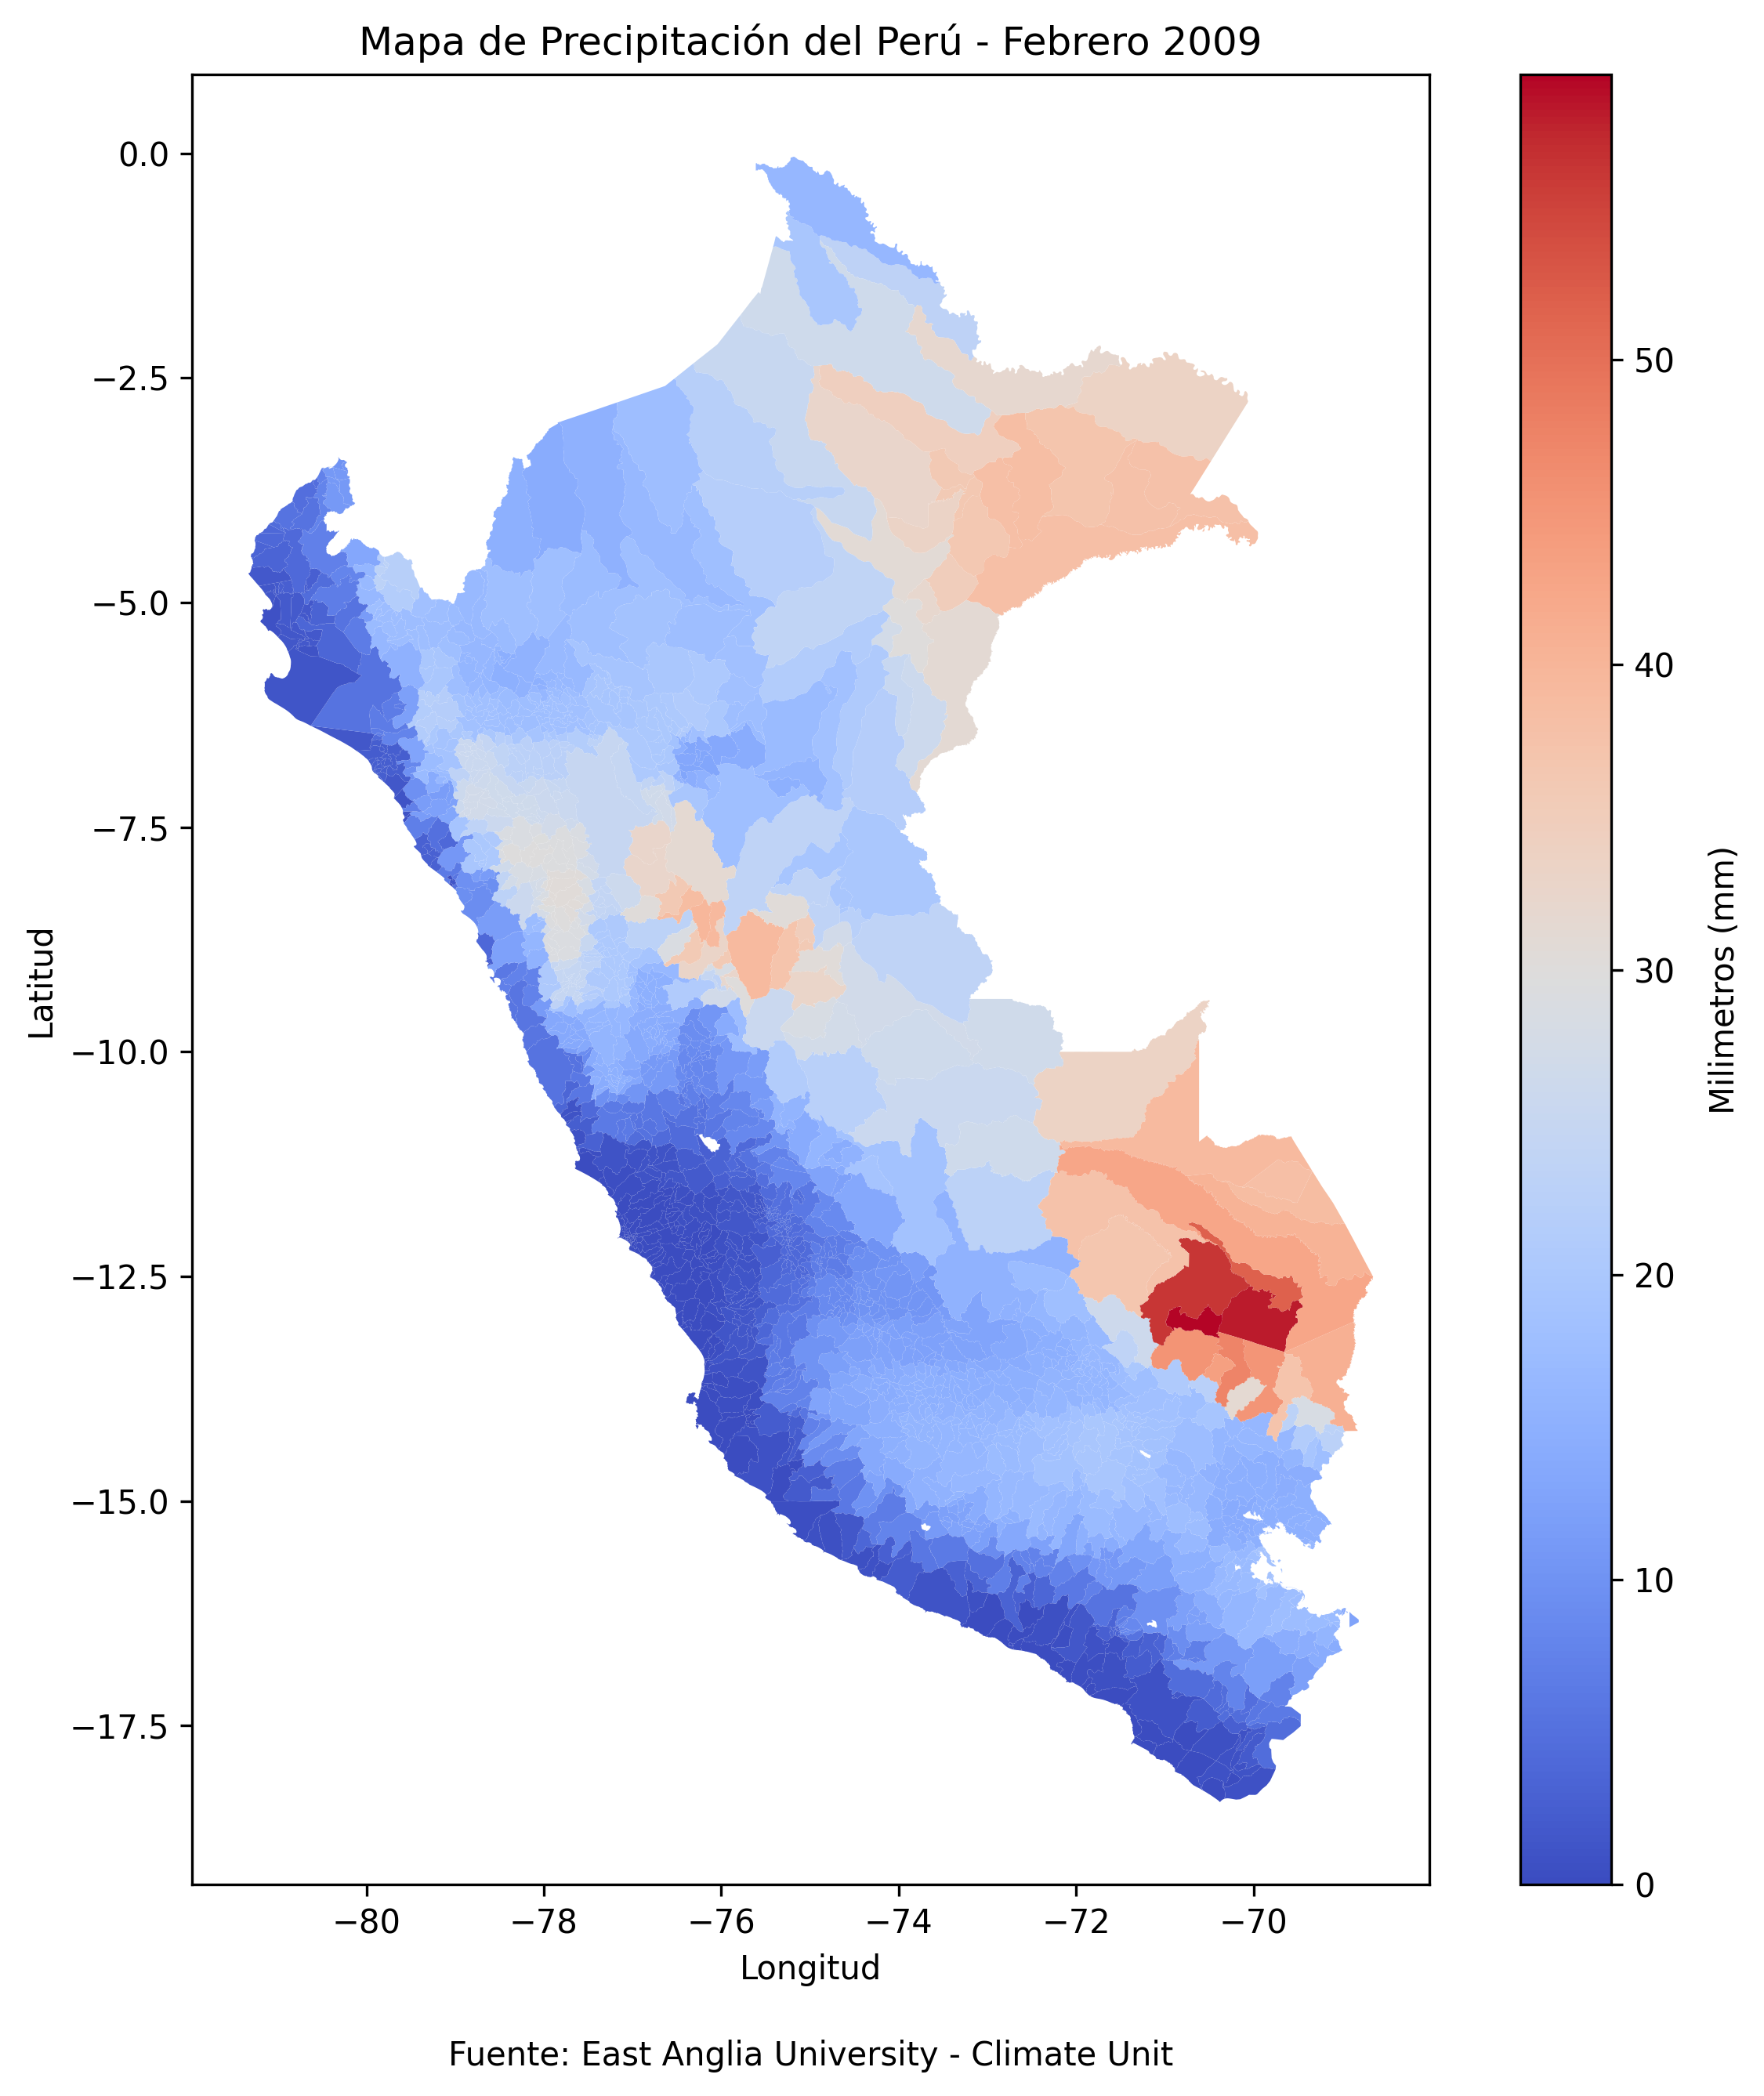 Mapa de Precipitación del Perú - Febrero 2009
0.0
−2.5
−5.0
−7.5
−10.0
−12.5
−15.0
−17.5
Latitud
−80 −78 −76 −74 −72 −70
Longitud
50
40
30
20
10
0
Milimetros (mm)
Fuente: East Anglia University - Climate Unit